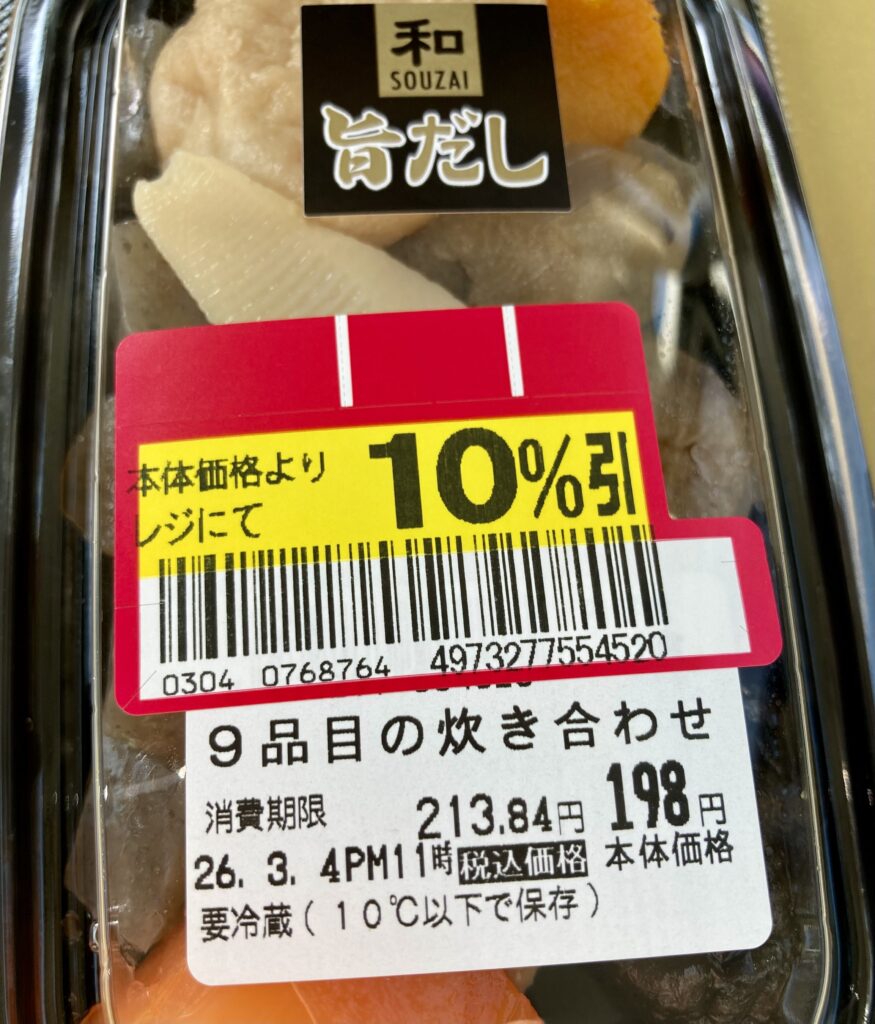 和
SOUZAI
旨だし
本体価格より
レジにて
10%引
0304 0768764 4973277554520
9品目の炊き合わせ
消費期限
213.84円 198円
26. 3. 4PM11時 税込価格 本体価格
要冷蔵(10℃以下で保存)